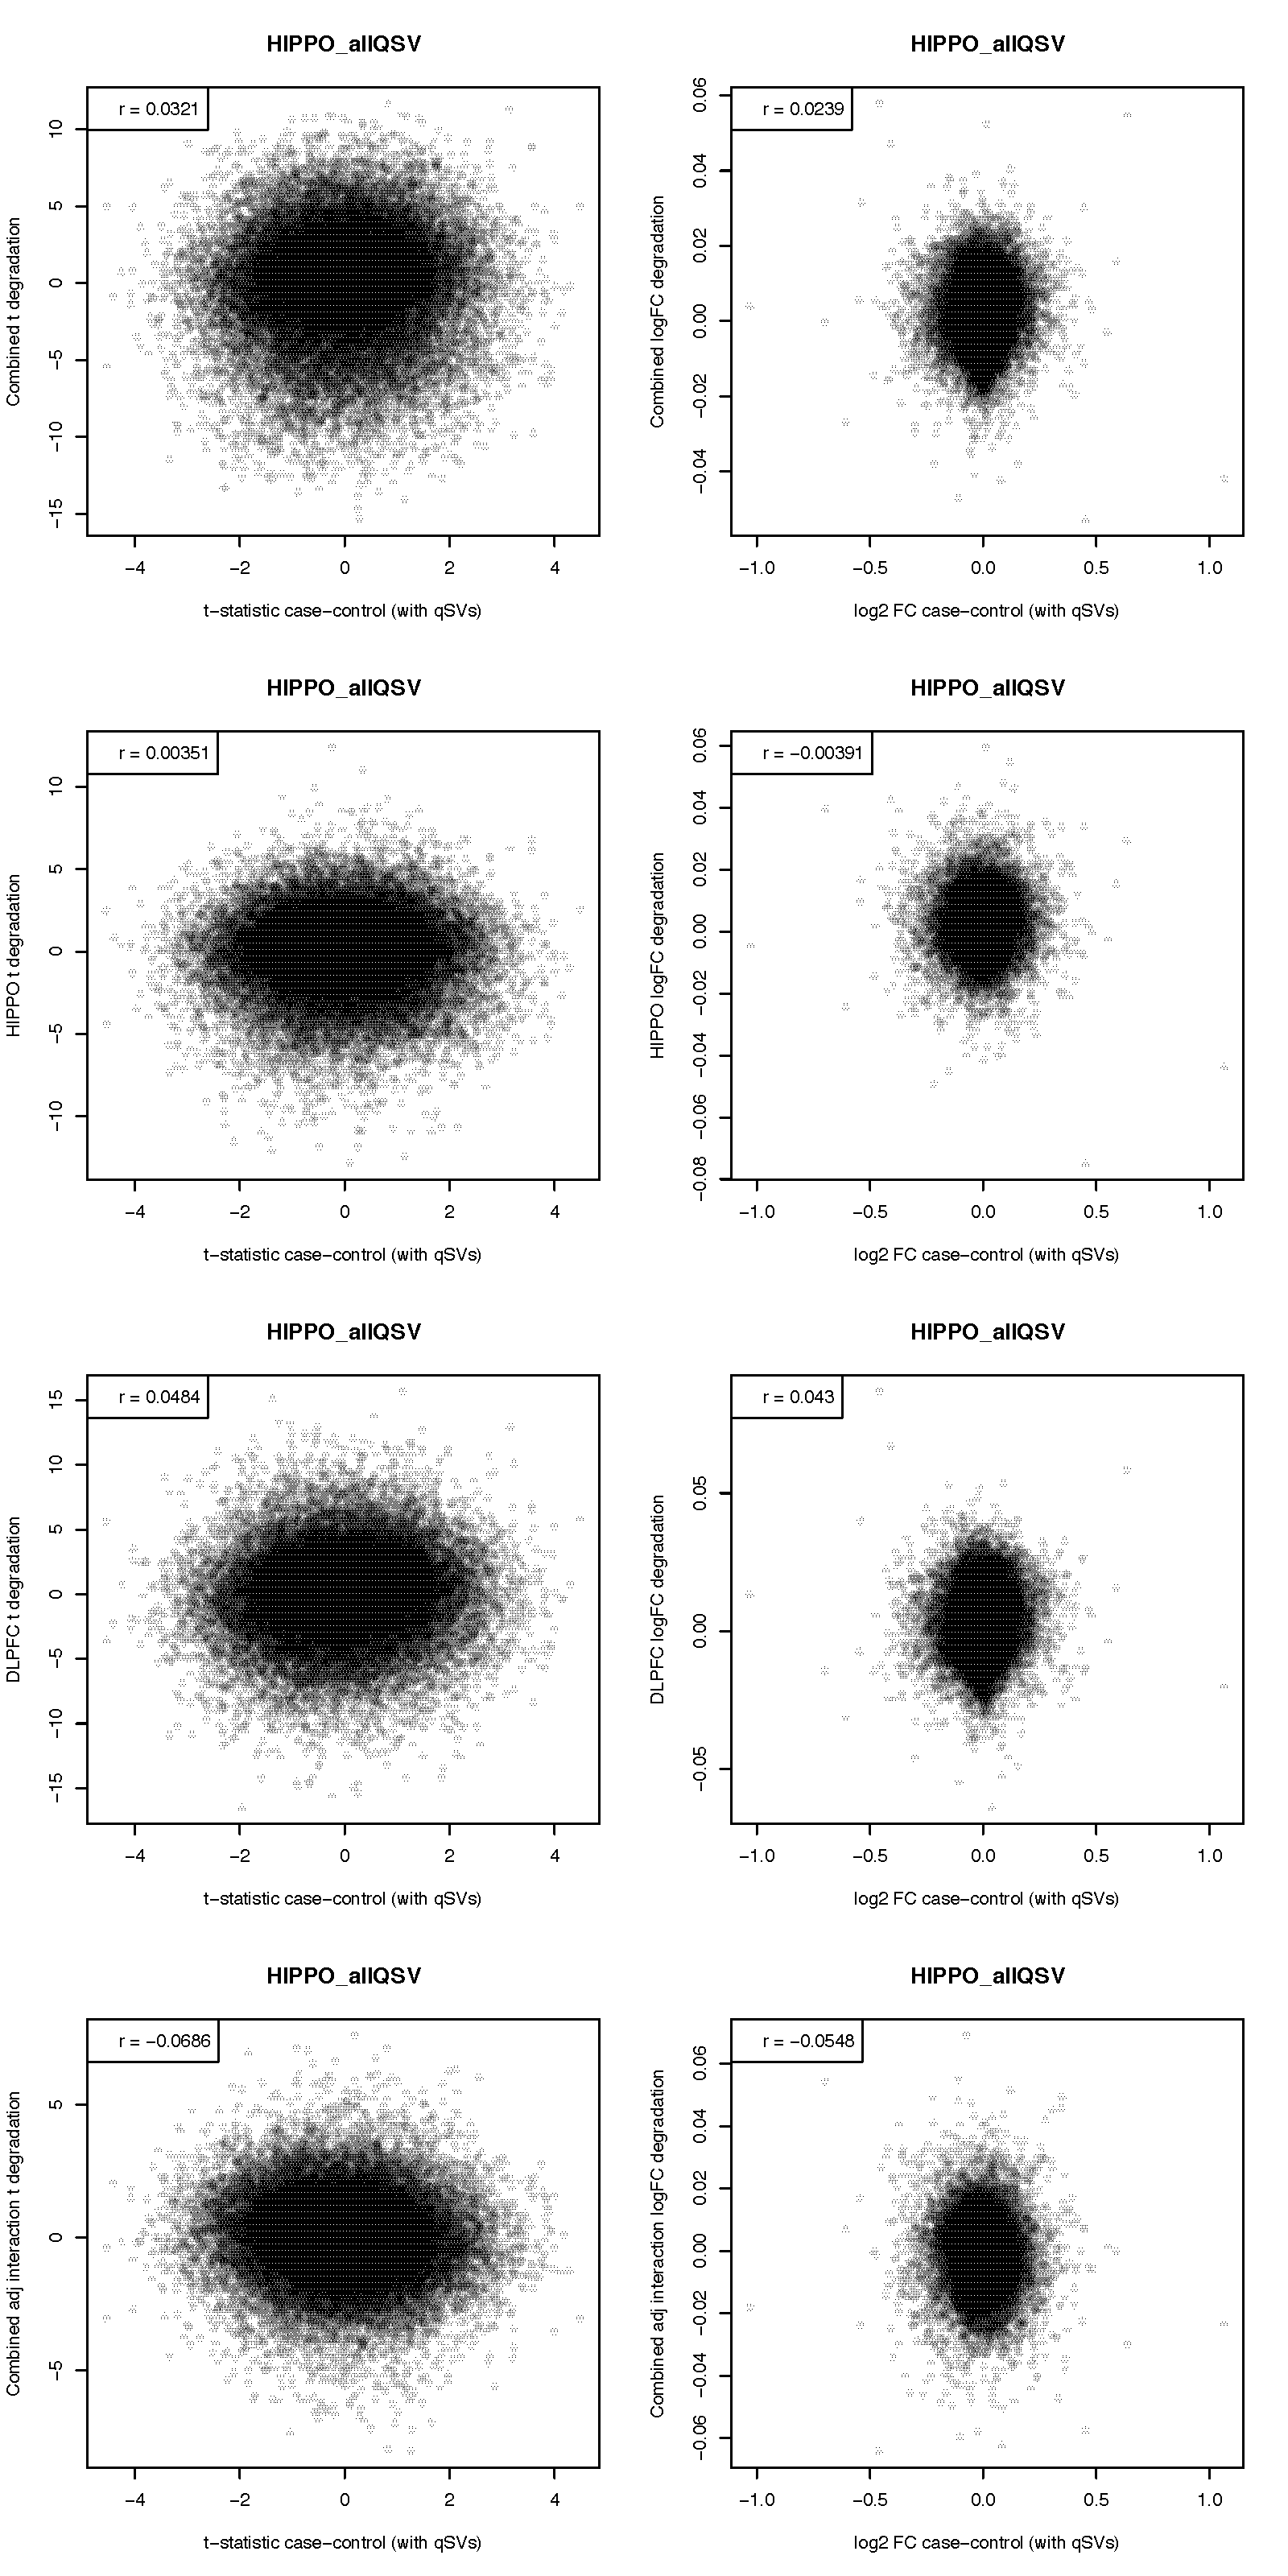 HIPPO_allQSV
r = 0.0321
Combined t degradation
10
5
0
−5
−10
−15
−4
−2
0
2
4
t−statistic case−control (with qSVs)
HIPPO_allQSV
r = 0.0239
Combined logFC degradation
0.06
0.04
0.02
0.00
−0.02
−0.04
−1.0
−0.5
0.0
0.5
1.0
log2 FC case−control (with qSVs)
HIPPO_allQSV
r = 0.00351
HIPPO t degradation
10
5
0
−5
−10
−4
−2
0
2
4
t−statistic case−control (with qSVs)
HIPPO_allQSV
r = −0.00391
HIPPO logFC degradation
0.06
0.04
0.02
0.00
−0.02
−0.04
−0.06
−0.08
−1.0
−0.5
0.0
0.5
1.0
log2 FC case−control (with qSVs)
HIPPO_allQSV
r = 0.0484
DLPFC t degradation
15
10
5
0
−5
−10
−15
−4
−2
0
2
4
t−statistic case−control (with qSVs)
HIPPO_allQSV
r = 0.043
DLPFC logFC degradation
0.05
0.00
−0.05
−1.0
−0.5
0.0
0.5
1.0
log2 FC case−control (with qSVs)
HIPPO_allQSV
r = −0.0686
Combined adj interaction t degradation
5
0
−5
−4
−2
0
2
4
t−statistic case−control (with qSVs)
HIPPO_allQSV
r = −0.0548
Combined adj interaction logFC degradation
0.06
0.04
0.02
0.00
−0.02
−0.04
−0.06
−1.0
−0.5
0.0
0.5
1.0
log2 FC case−control (with qSVs)